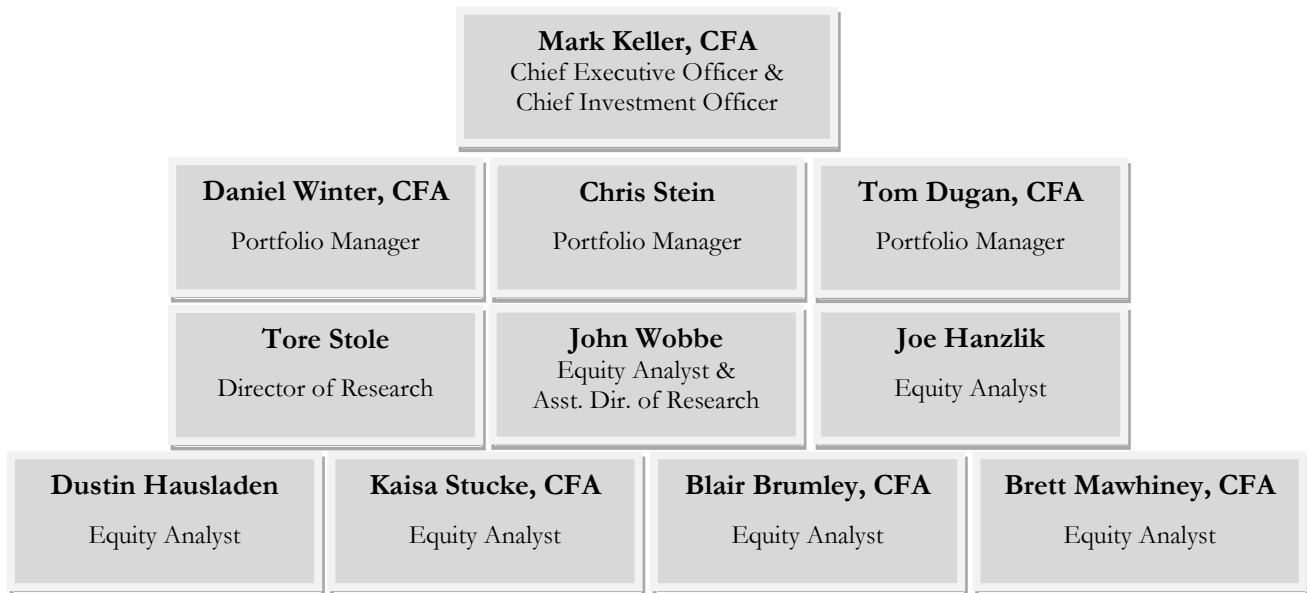 Mark Keller, CFA
Chief Executive Officer &
Chief Investment Officer
Daniel Winter, CFA
Portfolio Manager
Chris Stein
Portfolio Manager
Tom Dugan, CFA
Portfolio Manager
Tore Stole
Director of Research
John Wobbe
Equity Analyst &
Asst. Dir. of Research
Joe Hanzlik
Equity Analyst
Dustin Hausladen
Equity Analyst
Kaisa Stucke, CFA
Equity Analyst
Blair Brumley, CFA
Equity Analyst
Brett Mawhiney, CFA
Equity Analyst